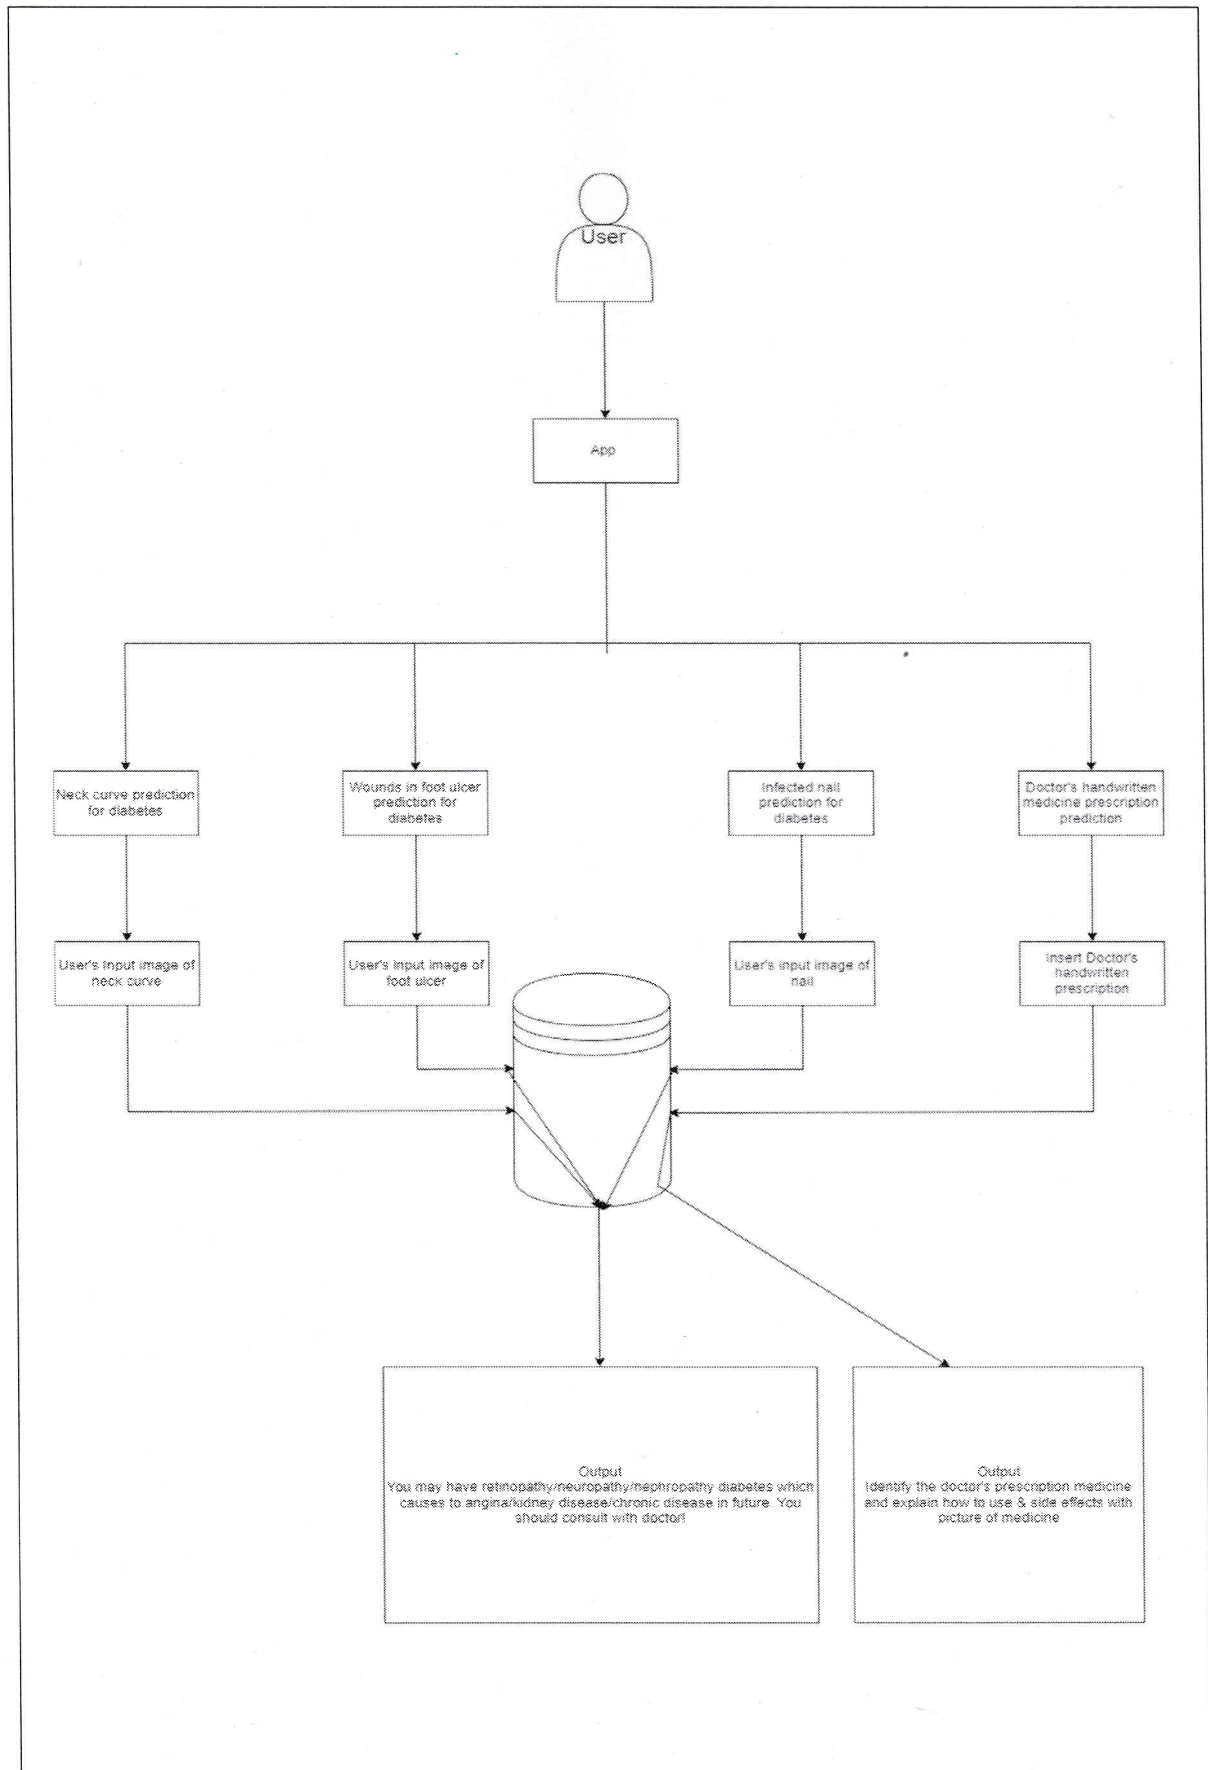 User
App
Neck curve prediction
for diabetes
Wounds in foot ulcer
prediction for
diabetes
Infected nail
prediction for
diabetes
Doctor's handwritten
medicine prescription
prediction
User's Input image of
neck curve
User's input image of
foot ulcer
User's input image of
nail
Insert Doctor's
handwritten
prescription
Output
You may have retinopathy/neuropathy/nephropathy diabetes which
causes to angina/kidney disease/chronic disease in future. You
should consult with doctor!
Output
Identify the doctor's prescription medicine
and explain how to use & side effects with
picture of medicine